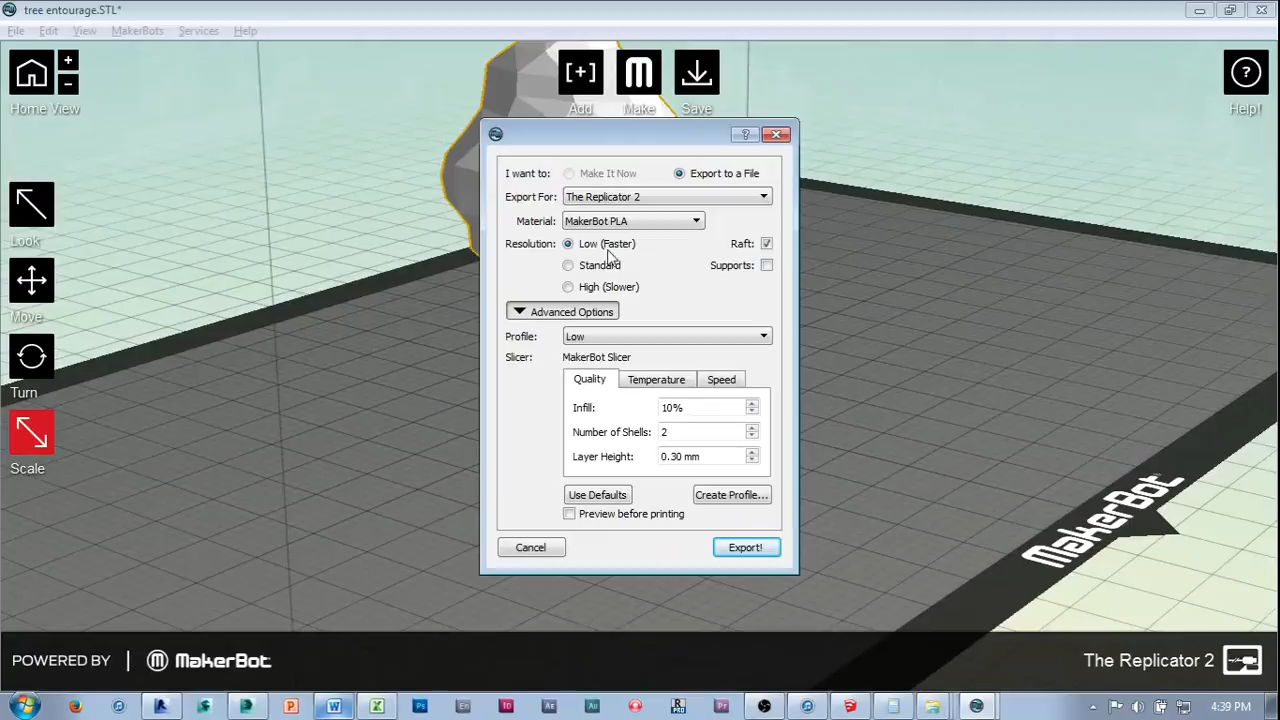 tree entourage.STL*
File Edit View MakerBots Services Help
+
-
Home View
[+] M
Add Make Save
?
Help!
Look
Move
Turn
Scale
?
I want to: Make It Now Export to a File
Export For: The Replicator 2
Material: MakerBot PLA
Resolution: Low (Faster) Raft:
Standard Supports:
High (Slower)
Advanced Options
Profile: Low
Slicer: MakerBot Slicer
Quality Temperature Speed
Infill: 10%
Number of Shells: 2
Layer Height: 0.30 mm
Use Defaults Create Profile...
Preview before printing
Cancel Export!
MakerBot
POWERED BY | M MakerBot
The Replicator 2
4:39 PM